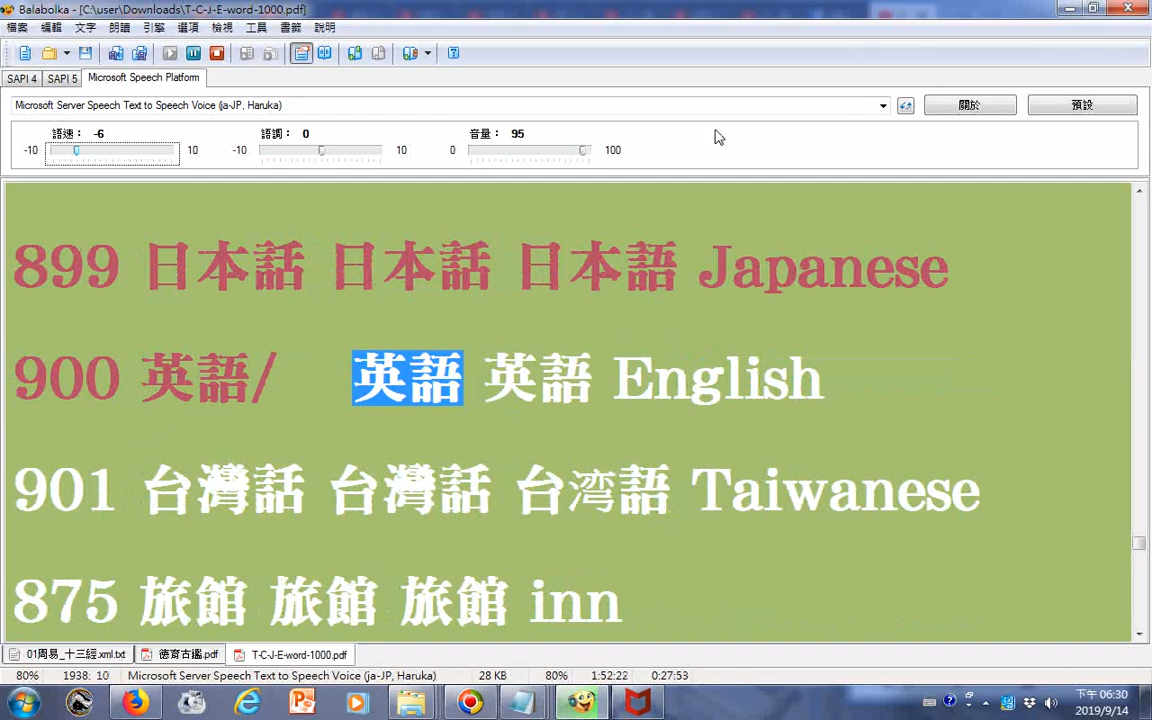 Balabolka - [C:\user\Downloads\T-C-J-E-word-1000.pdf]
檔案 編輯 文字 朗讀 引擎 選項 檢視 工具 書籤 說明
SAPI 4 SAPI 5 Microsoft Speech Platform
Microsoft Server Speech Text to Speech Voice (ja-JP, Haruka) 關於 預設
語速： -6 語調： 0 音量： 95
-10 10 -10 10 0 100
899 日本話 日本話 日本語 Japanese
900 英語/ 英語 英語 English
901 台灣話 台灣話 台湾語 Taiwanese
875 旅館 旅館 旅館 inn
01周易_十三經.xml.txt 德育古鑑.pdf T-C-J-E-word-1000.pdf
80% 1938: 10 Microsoft Server Speech Text to Speech Voice (ja-JP, Haruka) 28 KB 80% 1:52:22 0:27:53
下午 06:30
2019/9/14